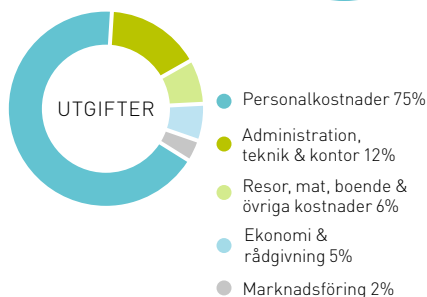 UTGIFTER
Personalkostnader 75%
Administration,
teknik & kontor 12%
Resor, mat, boende &
övriga kostnader 6%
Ekonomi &
rådgivning 5%
Marknadsföring 2%